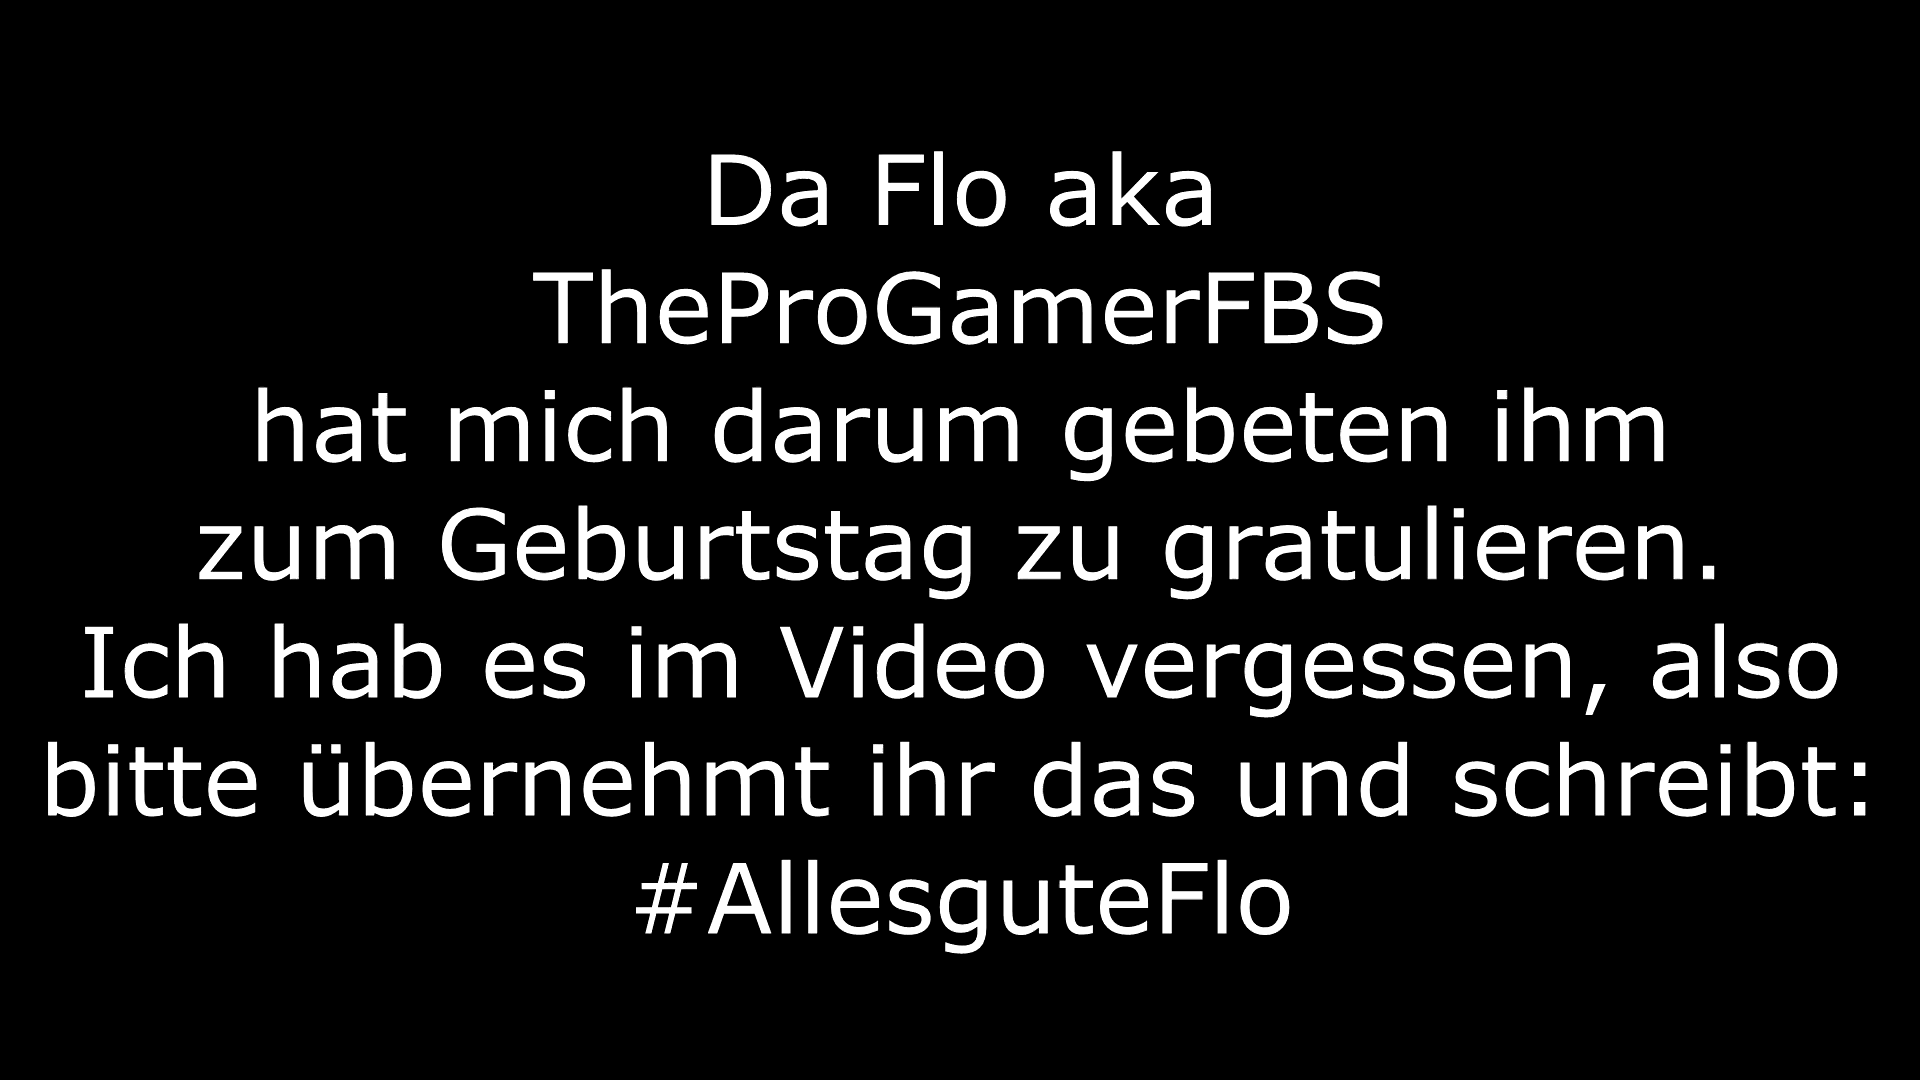 Da Flo aka
TheProGamerFBS
hat mich darum gebeten ihm
zum Geburtstag zu gratulieren.
Ich hab es im Video vergessen, also
bitte übernehmt ihr das und schreibt:
#AllesguteFlo